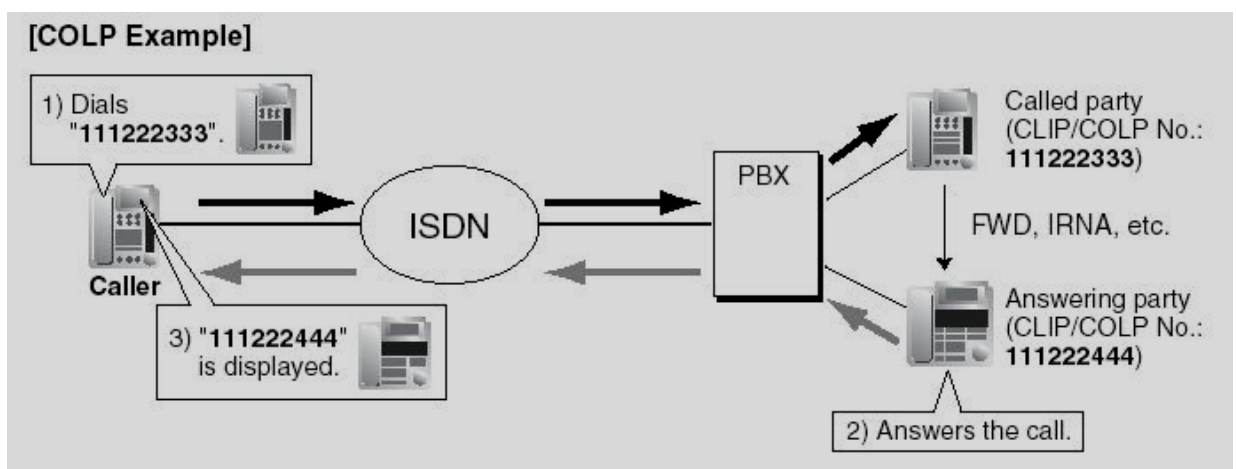 [COLP Example]
1) Dials
"111222333".
Caller
3) "111222444"
is displayed.
ISDN
PBX
Called party
(CLIP/COLP No.:
111222333)
FWD, IRNA, etc.
Answering party
(CLIP/COLP No.:
111222444)
2) Answers the call.